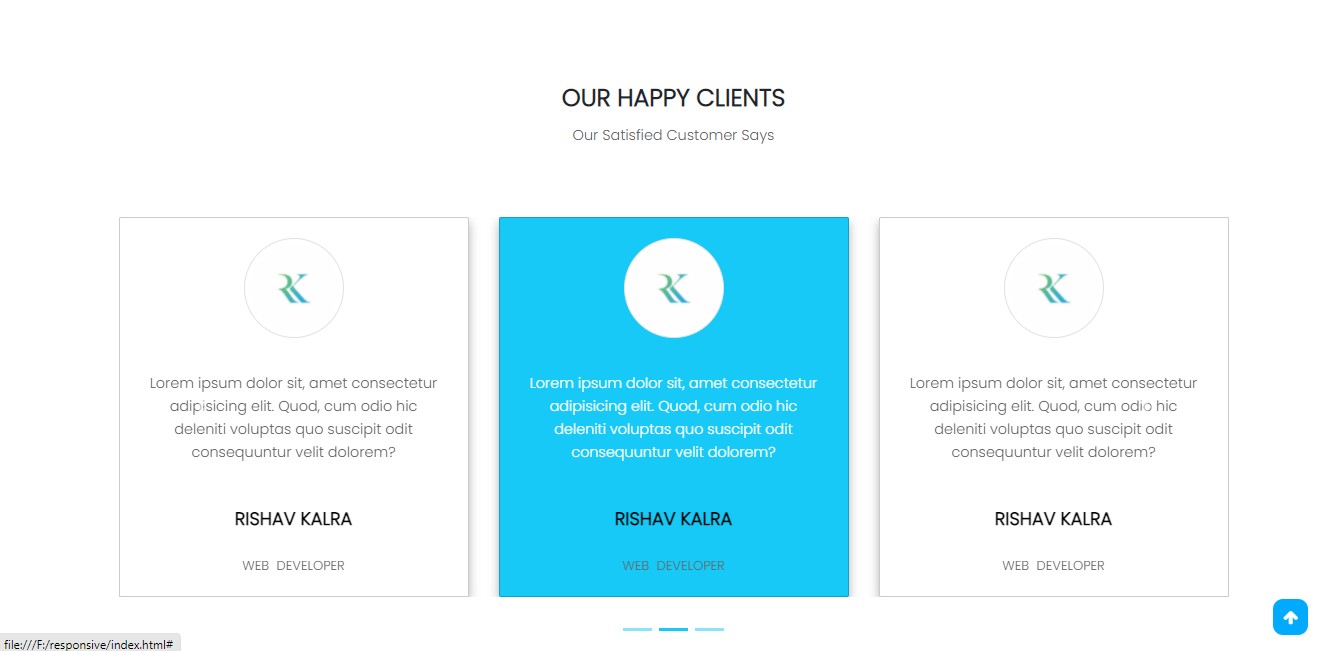 OUR HAPPY CLIENTS
Our Satisfied Customer Says
RK
Lorem ipsum dolor sit, amet consectetur
adipisicing elit. Quod, cum odio hic
deleniti voluptas quo suscipit odit
consequuntur velit dolorem?
RISHAV KALRA
WEB DEVELOPER
RK
Lorem ipsum dolor sit, amet consectetur
adipisicing elit. Quod, cum odio hic
deleniti voluptas quo suscipit odit
consequuntur velit dolorem?
RISHAV KALRA
WEB DEVELOPER
RK
Lorem ipsum dolor sit, amet consectetur
adipisicing elit. Quod, cum odio hic
deleniti voluptas quo suscipit odit
consequuntur velit dolorem?
RISHAV KALRA
WEB DEVELOPER
file:///F:/responsive/index.html#